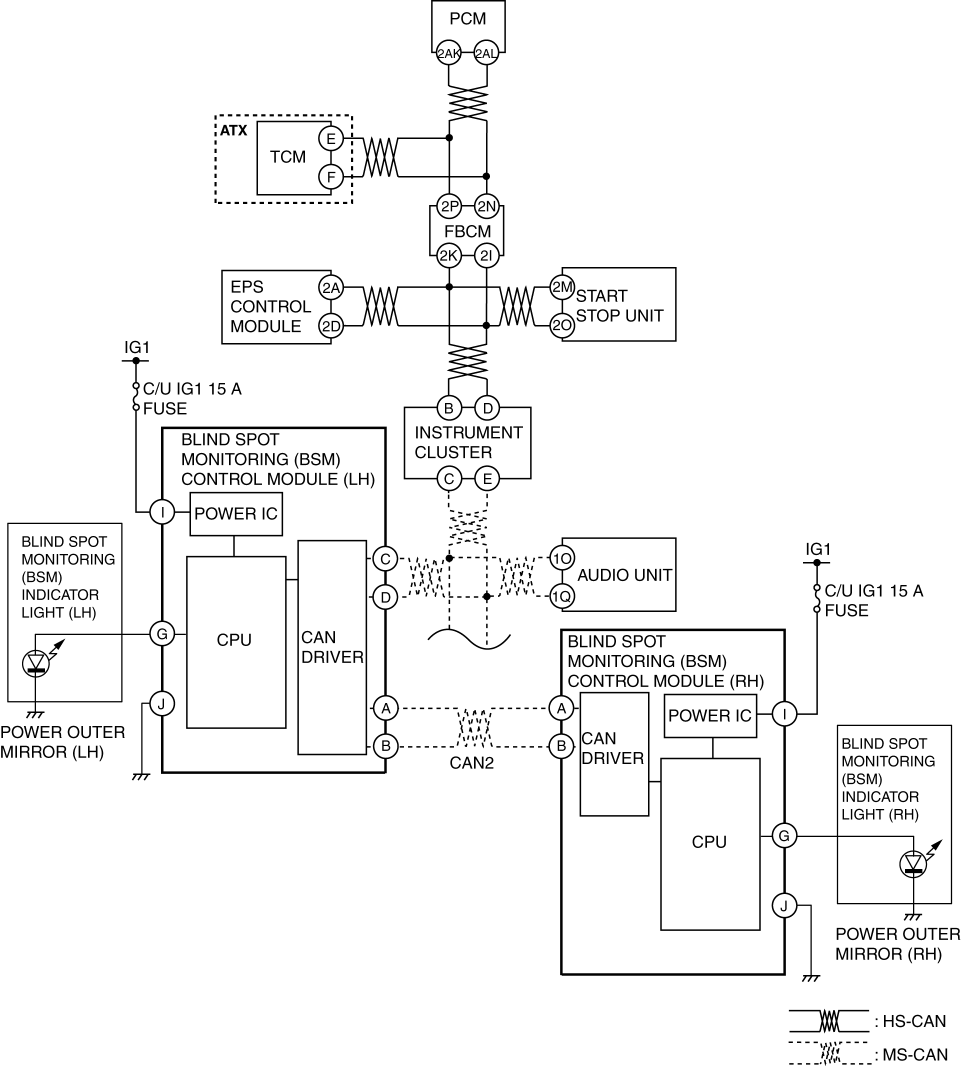 PCM
2AK
2AL
ATX
TCM
E
F
2P
2N
FBCM
2K
2I
EPS
CONTROL
MODULE
2A
2D
2M
2O
START
STOP UNIT
IG1
C/U IG1 15 A
FUSE
B
D
INSTRUMENT
CLUSTER
C
E
BLIND SPOT
MONITORING (BSM)
CONTROL MODULE (LH)
I
POWER IC
BLIND SPOT
MONITORING
(BSM)
INDICATOR
LIGHT (LH)
G
CPU
CAN
DRIVER
C
D
1O
1Q
AUDIO UNIT
IG1
C/U IG1 15 A
FUSE
J
POWER OUTER
MIRROR (LH)
A
B
CAN2
BLIND SPOT
MONITORING (BSM)
CONTROL MODULE (RH)
A
B
CAN
DRIVER
POWER IC
I
CPU
G
J
BLIND SPOT
MONITORING
(BSM)
INDICATOR
LIGHT (RH)
POWER OUTER
MIRROR (RH)
: HS-CAN
: MS-CAN